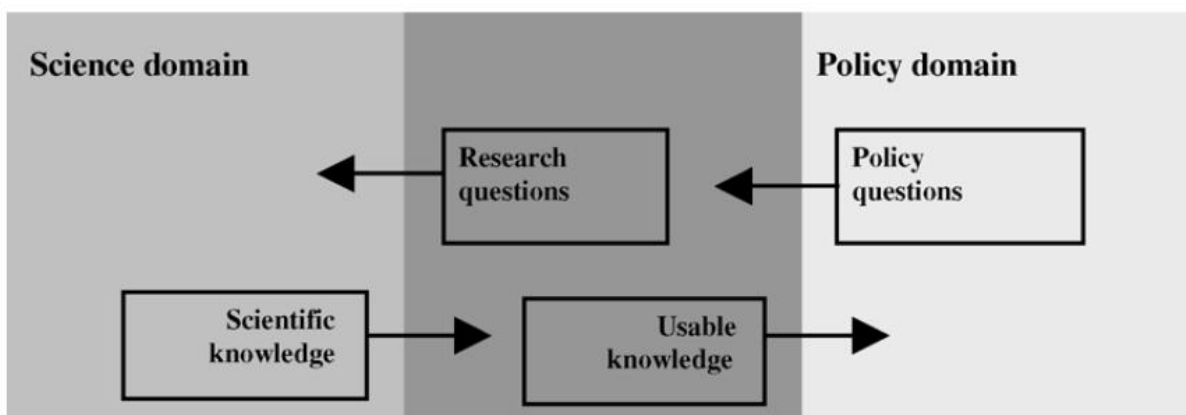 Science domain
Policy domain
Research
questions
Policy
questions
Scientific
knowledge
Usable
knowledge